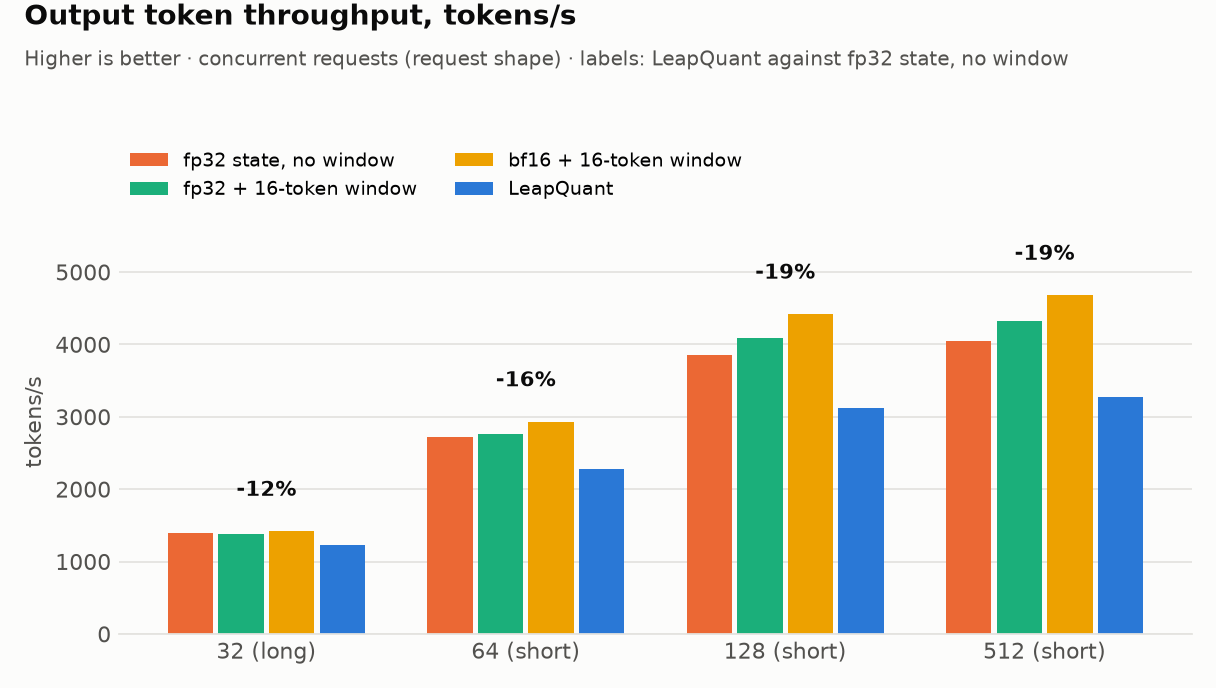 Output token throughput, tokens/s
Higher is better · concurrent requests (request shape) · labels: LeapQuant against fp32 state, no window
fp32 state, no window
fp32 + 16-token window
bf16 + 16-token window
LeapQuant
tokens/s
5000
4000
3000
2000
1000
0
-12%
-16%
-19%
-19%
32 (long)
64 (short)
128 (short)
512 (short)